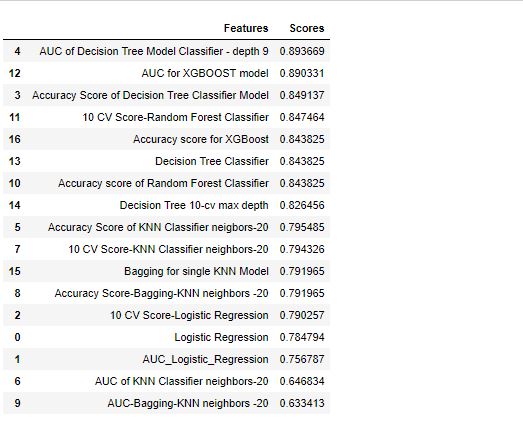 Features Scores
4 AUC of Decision Tree Model Classifier - depth 9 0.893669
12 AUC for XGBOOST model 0.890331
3 Accuracy Score of Decision Tree Classifier Model 0.849137
11 10 CV Score-Random Forest Classifier 0.847464
16 Accuracy score for XGBoost 0.843825
13 Decision Tree Classifier 0.843825
10 Accuracy score of Random Forest Classifier 0.843825
14 Decision Tree 10-cv max depth 0.826456
5 Accuracy Score of KNN Classifier neigbors-20 0.795485
7 10 CV Score-KNN Classifier neighbors-20 0.794326
15 Bagging for single KNN Model 0.791965
8 Accuracy Score-Bagging-KNN neighbors -20 0.791965
2 10 CV Score-Logistic Regression 0.790257
0 Logistic Regression 0.784794
1 AUC_Logistic_Regression 0.756787
6 AUC of KNN Classifier neighbors-20 0.646834
9 AUC-Bagging-KNN neighbors -20 0.633413